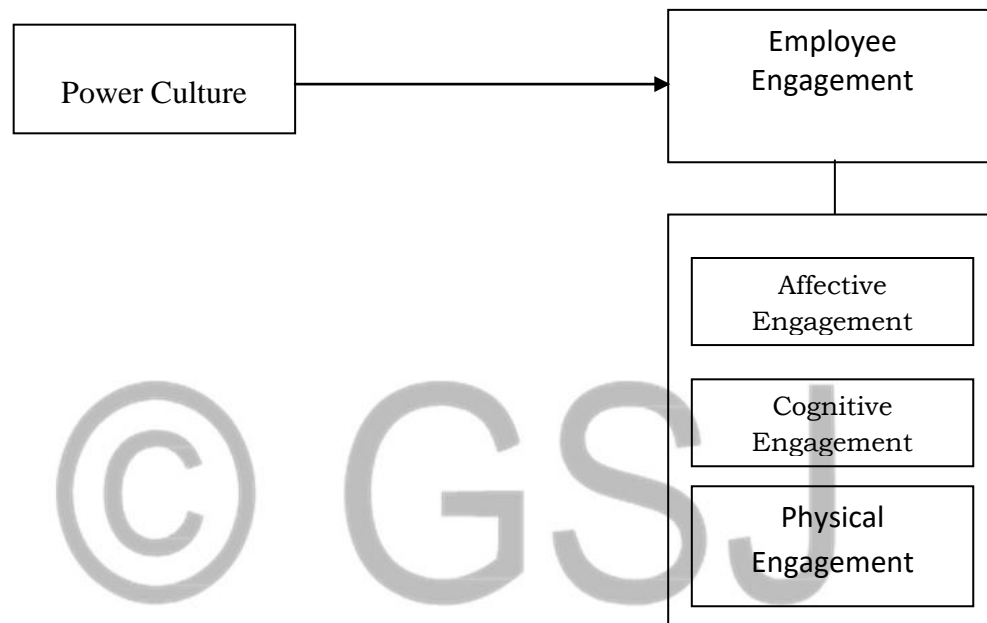 Employee
Engagement
Power Culture
Affective
Engagement
Cognitive
Engagement
Physical
Engagement
© GSJ